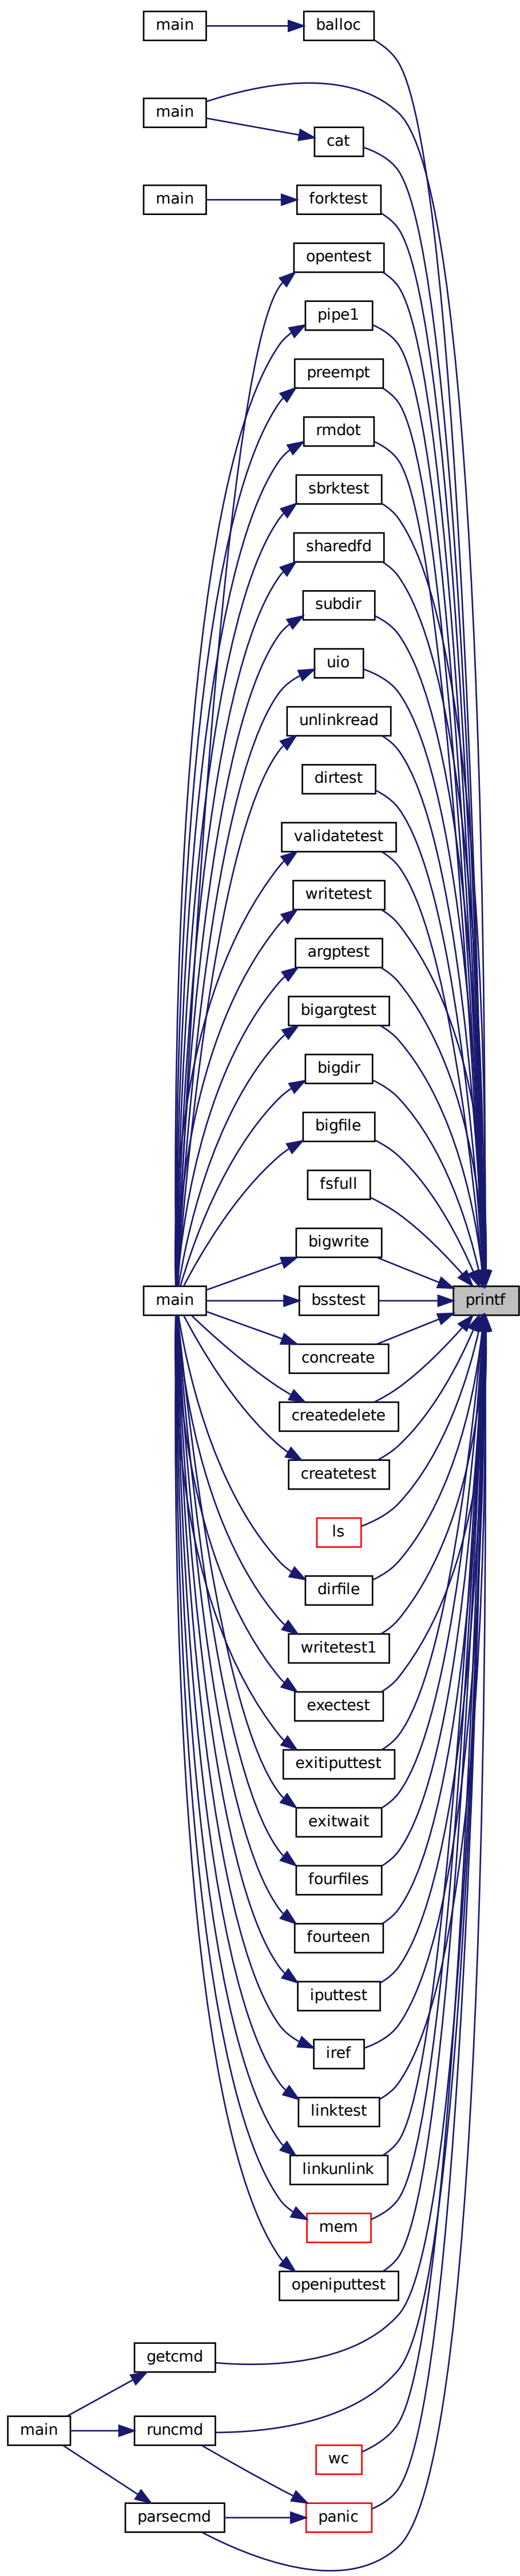 main
balloc
main
cat
main
forktest
opentest
pipe1
preempt
rmdot
sbrktest
sharedfd
subdir
uio
unlinkread
dirtest
validatetest
writetest
argptest
bigargtest
bigdir
bigfile
fsfull
bigwrite
main
bsstest
printf
concreate
createdelete
createtest
ls
dirfile
writetest1
exectest
exitiputtest
exitwait
fourfiles
fourteen
iputtest
iref
linktest
linkunlink
mem
openiputtest
getcmd
main
runcmd
wc
parsecmd
panic